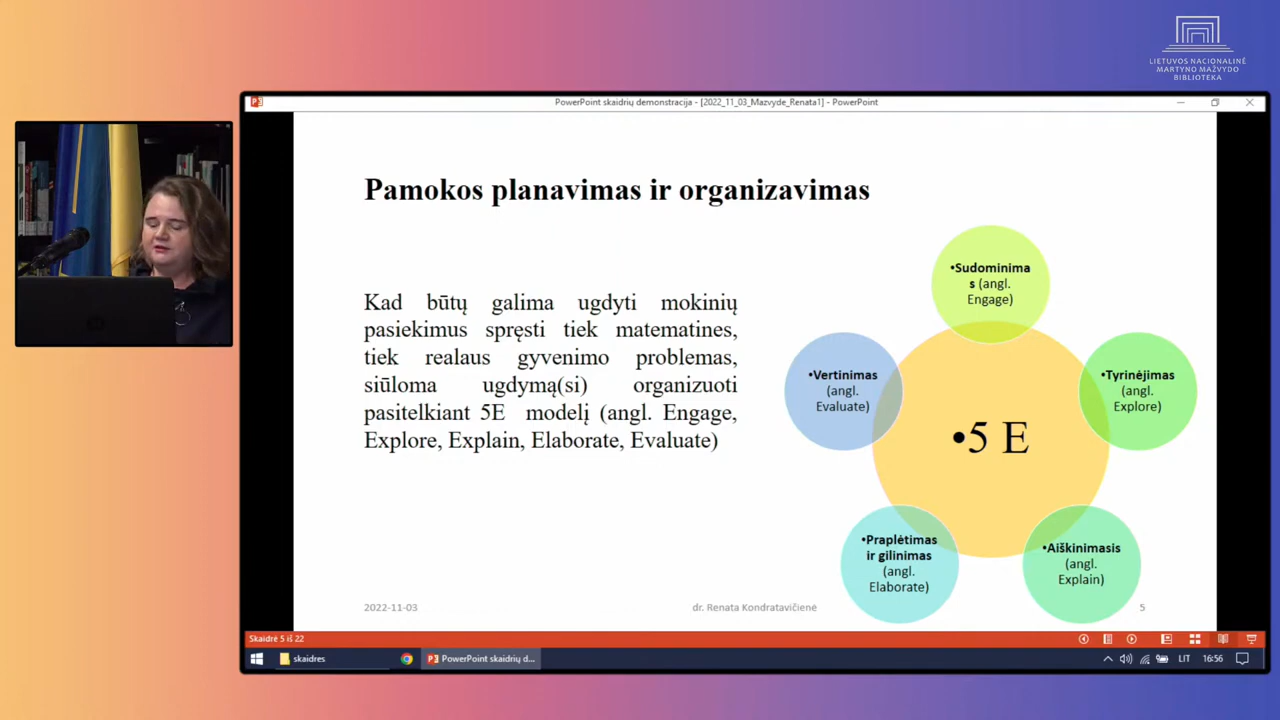 LIETUVOS NACIONALINĖ
MARTYNO MAŽVYDO
BIBLIOTEKA
PowerPoint skaidrių demonstracija - [2022_11_03_Mazvyde_Renata1] - PowerPoint
Pamokos planavimas ir organizavimas
Kad būtų galima ugdyti mokinių
pasiekimus spręsti tiek matematines,
tiek realaus gyvenimo problemas,
siūloma ugdymą(si) organizuoti
pasitelkiant 5E modelį (angl. Engage,
Explore, Explain, Elaborate, Evaluate)
•Sudominima
s (angl.
Engage)
•Tyrinėjimas
(angl.
Explore)
•Aiškinimasis
(angl.
Explain)
•Praplėtimas
ir gilinimas
(angl.
Elaborate)
•Vertinimas
(angl.
Evaluate)
•5 E
2022-11-03
dr. Renata Kondratavičienė
5
Skaidrė 5 iš 22
skaidres
PowerPoint skaidrių d...
LIT
16:56